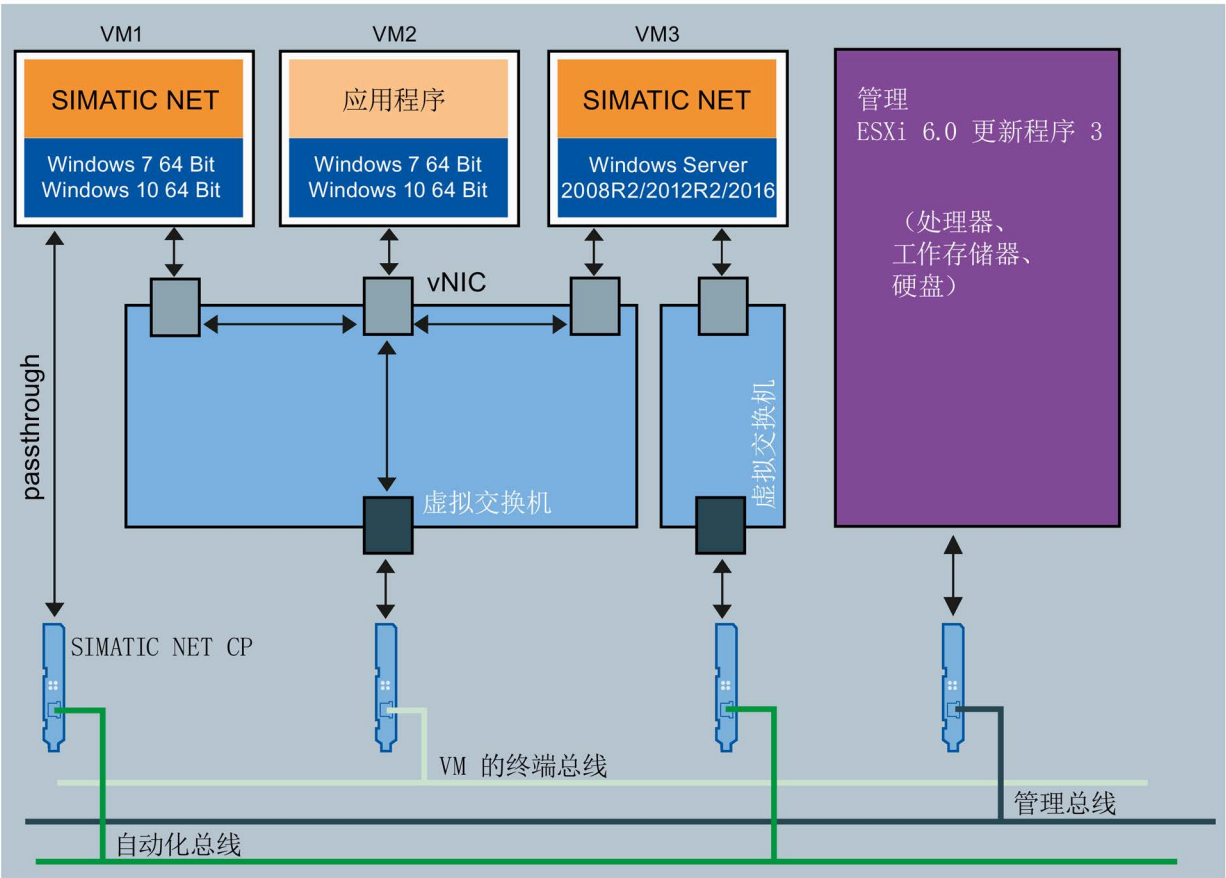 VM1
VM2
VM3
SIMATIC NET
Windows 7 64 Bit
Windows 10 64 Bit
应用程序
Windows 7 64 Bit
Windows 10 64 Bit
SIMATIC NET
Windows Server
2008R2/2012R2/2016
管理
ESXi 6.0 更新程序 3
（处理器、
工作存储器、
硬盘）
vNIC
passthrough
虚拟交换机
虚拟交换机
SIMATIC NET CP
VM 的终端总线
管理总线
自动化总线